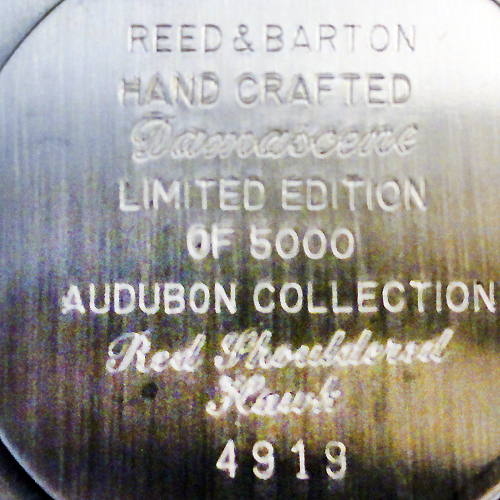 REED & BARTON
HAND CRAFTED
Damascene
LIMITED EDITION
OF 5000
AUDUBON COLLECTION
Red Shouldered
Hawk
4919